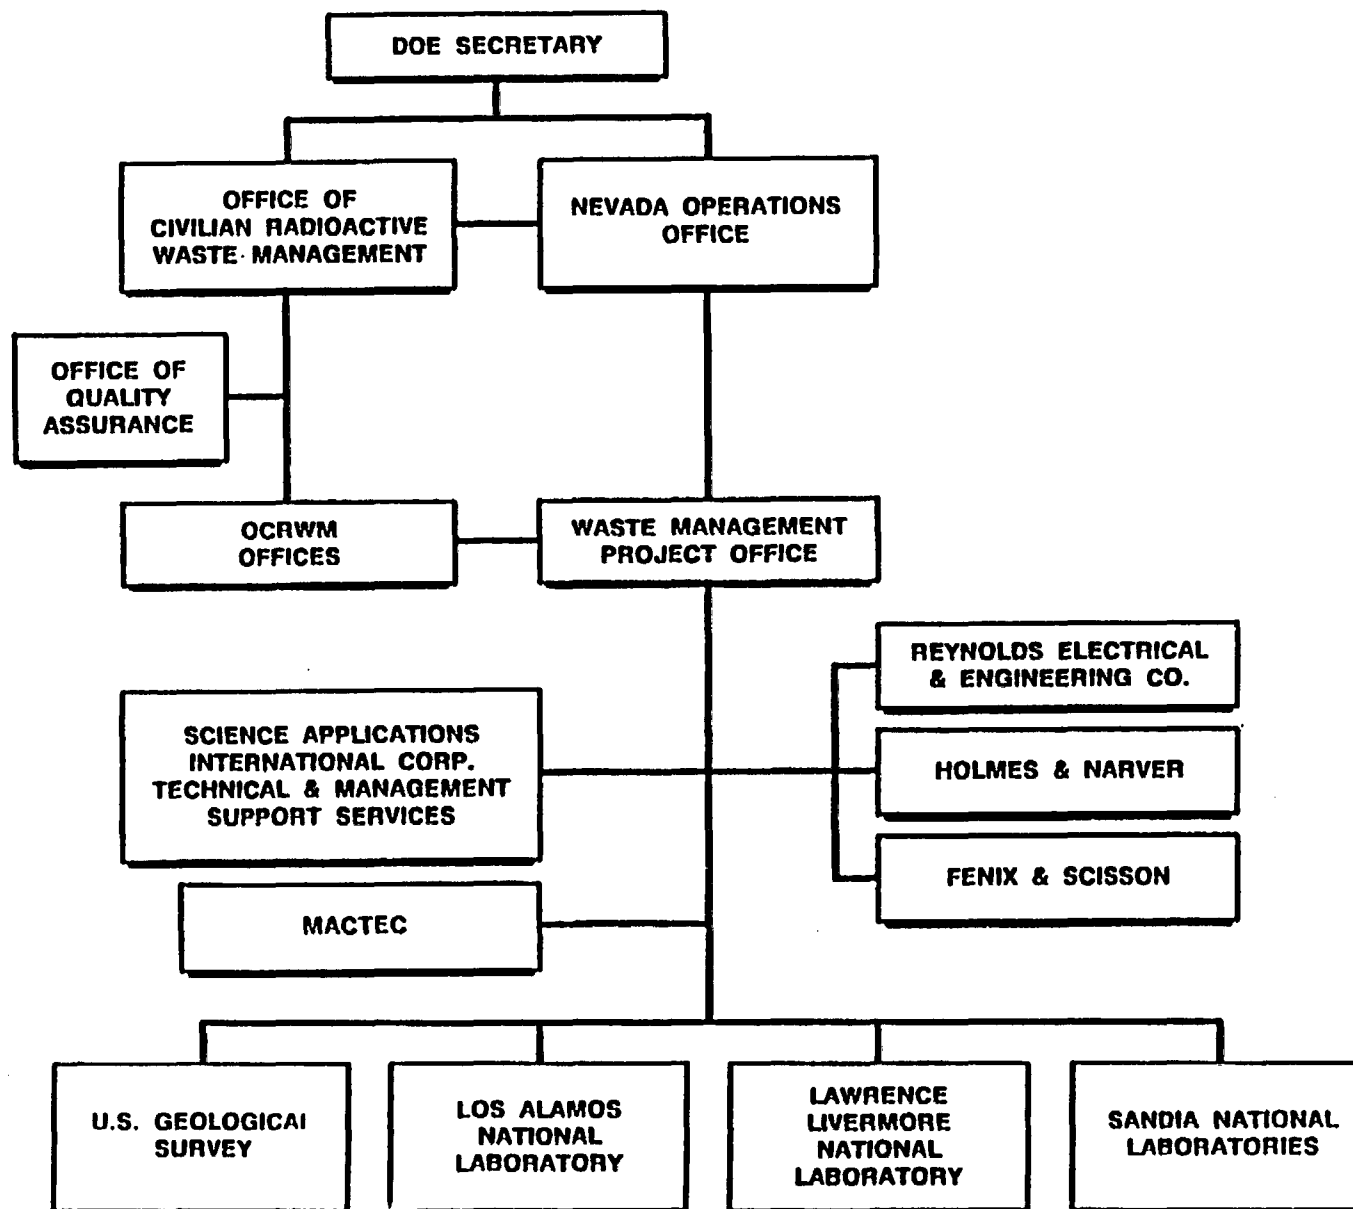 DOE SECRETARY
OFFICE OF
CIVILIAN RADIOACTIVE
WASTE MANAGEMENT
NEVADA OPERATIONS
OFFICE
OFFICE OF
QUALITY
ASSURANCE
OCRWM
OFFICES
WASTE MANAGEMENT
PROJECT OFFICE
REYNOLDS ELECTRICAL
& ENGINEERING CO.
SCIENCE APPLICATIONS
INTERNATIONAL CORP.
TECHNICAL & MANAGEMENT
SUPPORT SERVICES
HOLMES & NARVER
FENIX & SCISSON
MACTEC
U.S. GEOLOGICAL
SURVEY
LOS ALAMOS
NATIONAL
LABORATORY
LAWRENCE
LIVERMORE
NATIONAL
LABORATORY
SANDIA NATIONAL
LABORATORIES